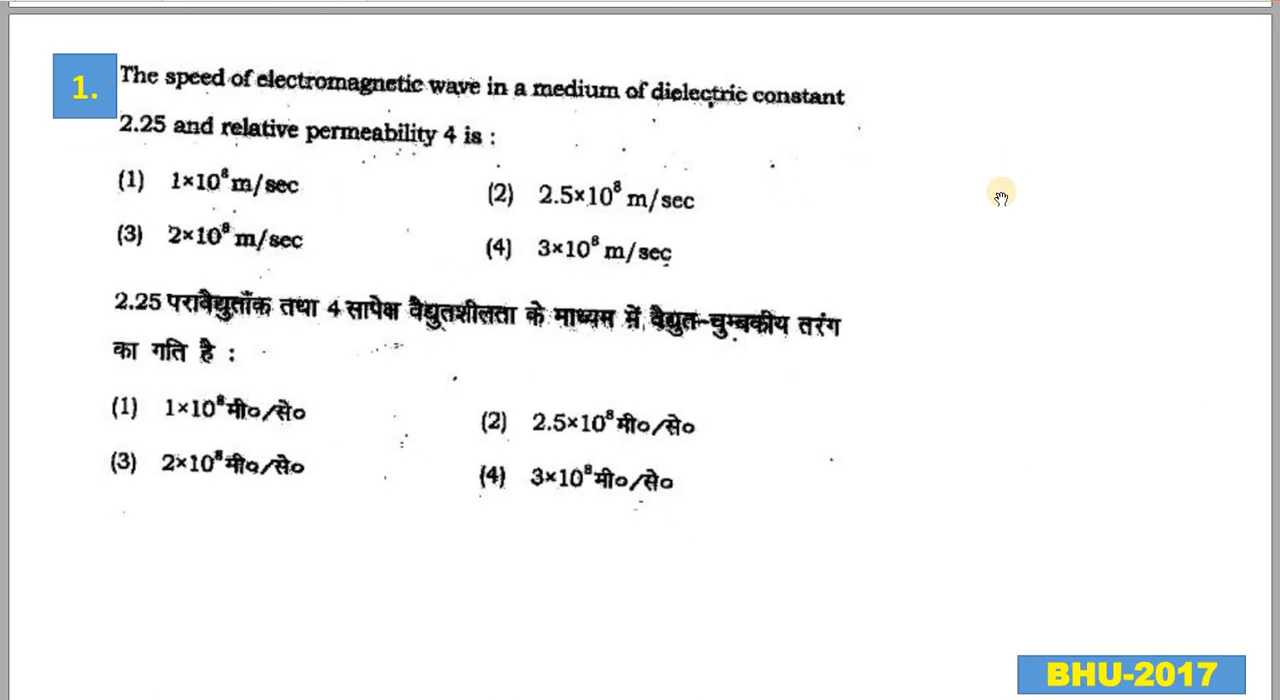 1.
The speed of electromagnetic wave in a medium of dielectric constant
2.25 and relative permeability 4 is :
(1) 1×10⁸ m/sec
(2) 2.5×10⁸ m/sec
(3) 2×10⁸ m/sec
(4) 3×10⁸ m/sec
2.25 परावैद्युताँक तथा 4 सापेक्ष वैद्युतशीलता के माध्यम में वैद्युत-चुम्बकीय तरंग
का गति है :
(1) 1×10⁸ मी०/से०
(2) 2.5×10⁸ मी०/से०
(3) 2×10⁸ मी०/से०
(4) 3×10⁸ मी०/से०
BHU-2017